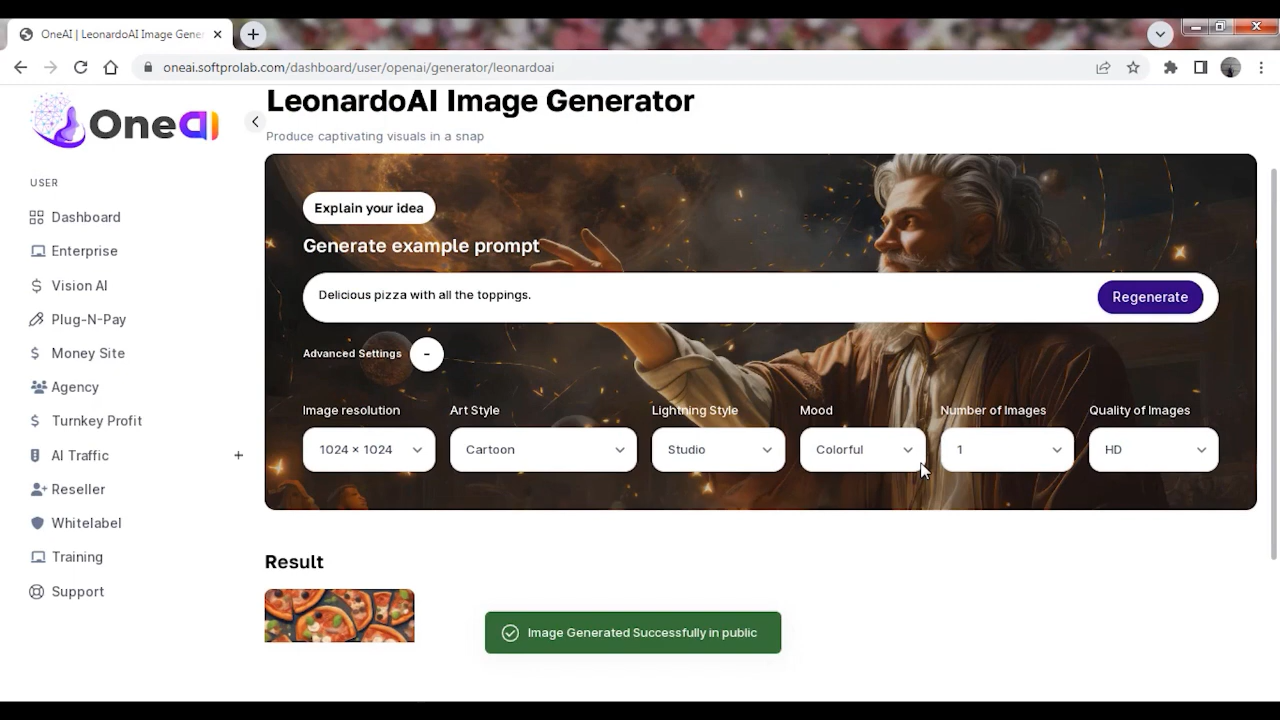 OneAI | LeonardoAI Image Gener
oneai.softprolab.com/dashboard/user/openai/generator/leonardoai
Oneai
USER
Dashboard
Enterprise
Vision AI
Plug-N-Pay
Money Site
Agency
Turnkey Profit
AI Traffic +
Reseller
Whitelabel
Training
Support
LeonardoAI Image Generator
Produce captivating visuals in a snap
Explain your idea
Generate example prompt
Delicious pizza with all the toppings.
Regenerate
Advanced Settings -
Image resolution Art Style Lightning Style Mood Number of Images Quality of Images
1024 × 1024 Cartoon Studio Colorful 1 HD
Result
Image Generated Successfully in public